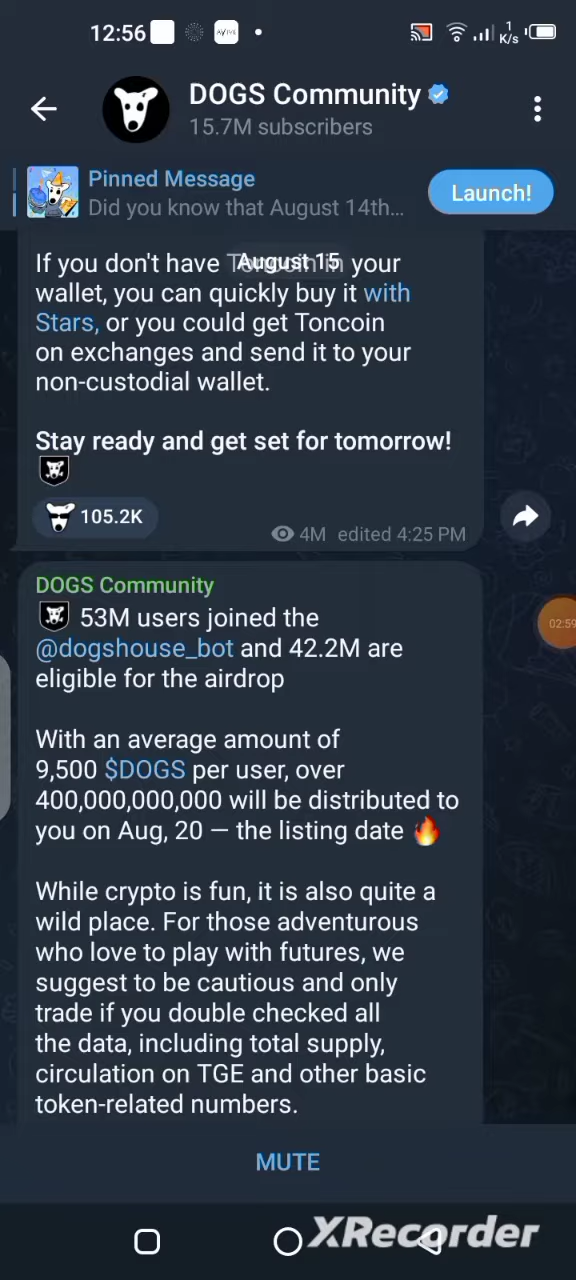 12:56
AVIVE
1
K/s
DOGS Community
15.7M subscribers
Pinned Message
Did you know that August 14th...
Launch!
August 15
If you don't have Toncoin in your
wallet, you can quickly buy it with
Stars, or you could get Toncoin
on exchanges and send it to your
non-custodial wallet.
Stay ready and get set for tomorrow!
105.2K
4M edited 4:25 PM
DOGS Community
53M users joined the
@dogshouse_bot and 42.2M are
eligible for the airdrop
02:59
With an average amount of
9,500 $DOGS per user, over
400,000,000,000 will be distributed to
you on Aug, 20 — the listing date
While crypto is fun, it is also quite a
wild place. For those adventurous
who love to play with futures, we
suggest to be cautious and only
trade if you double checked all
the data, including total supply,
circulation on TGE and other basic
token-related numbers.
MUTE
XRecorder